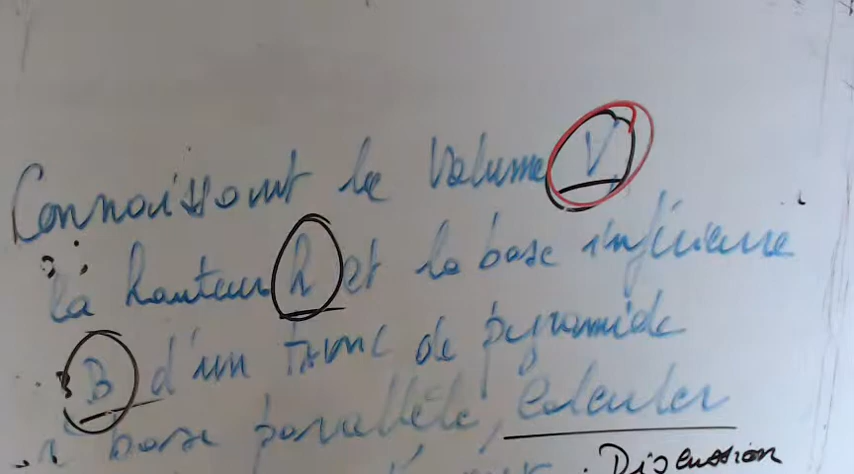 Connaissant le Volume V
la hauteur h et la base inférieure
B d'un tronc de pyramide
à base parallèle, Calculer
Discussion